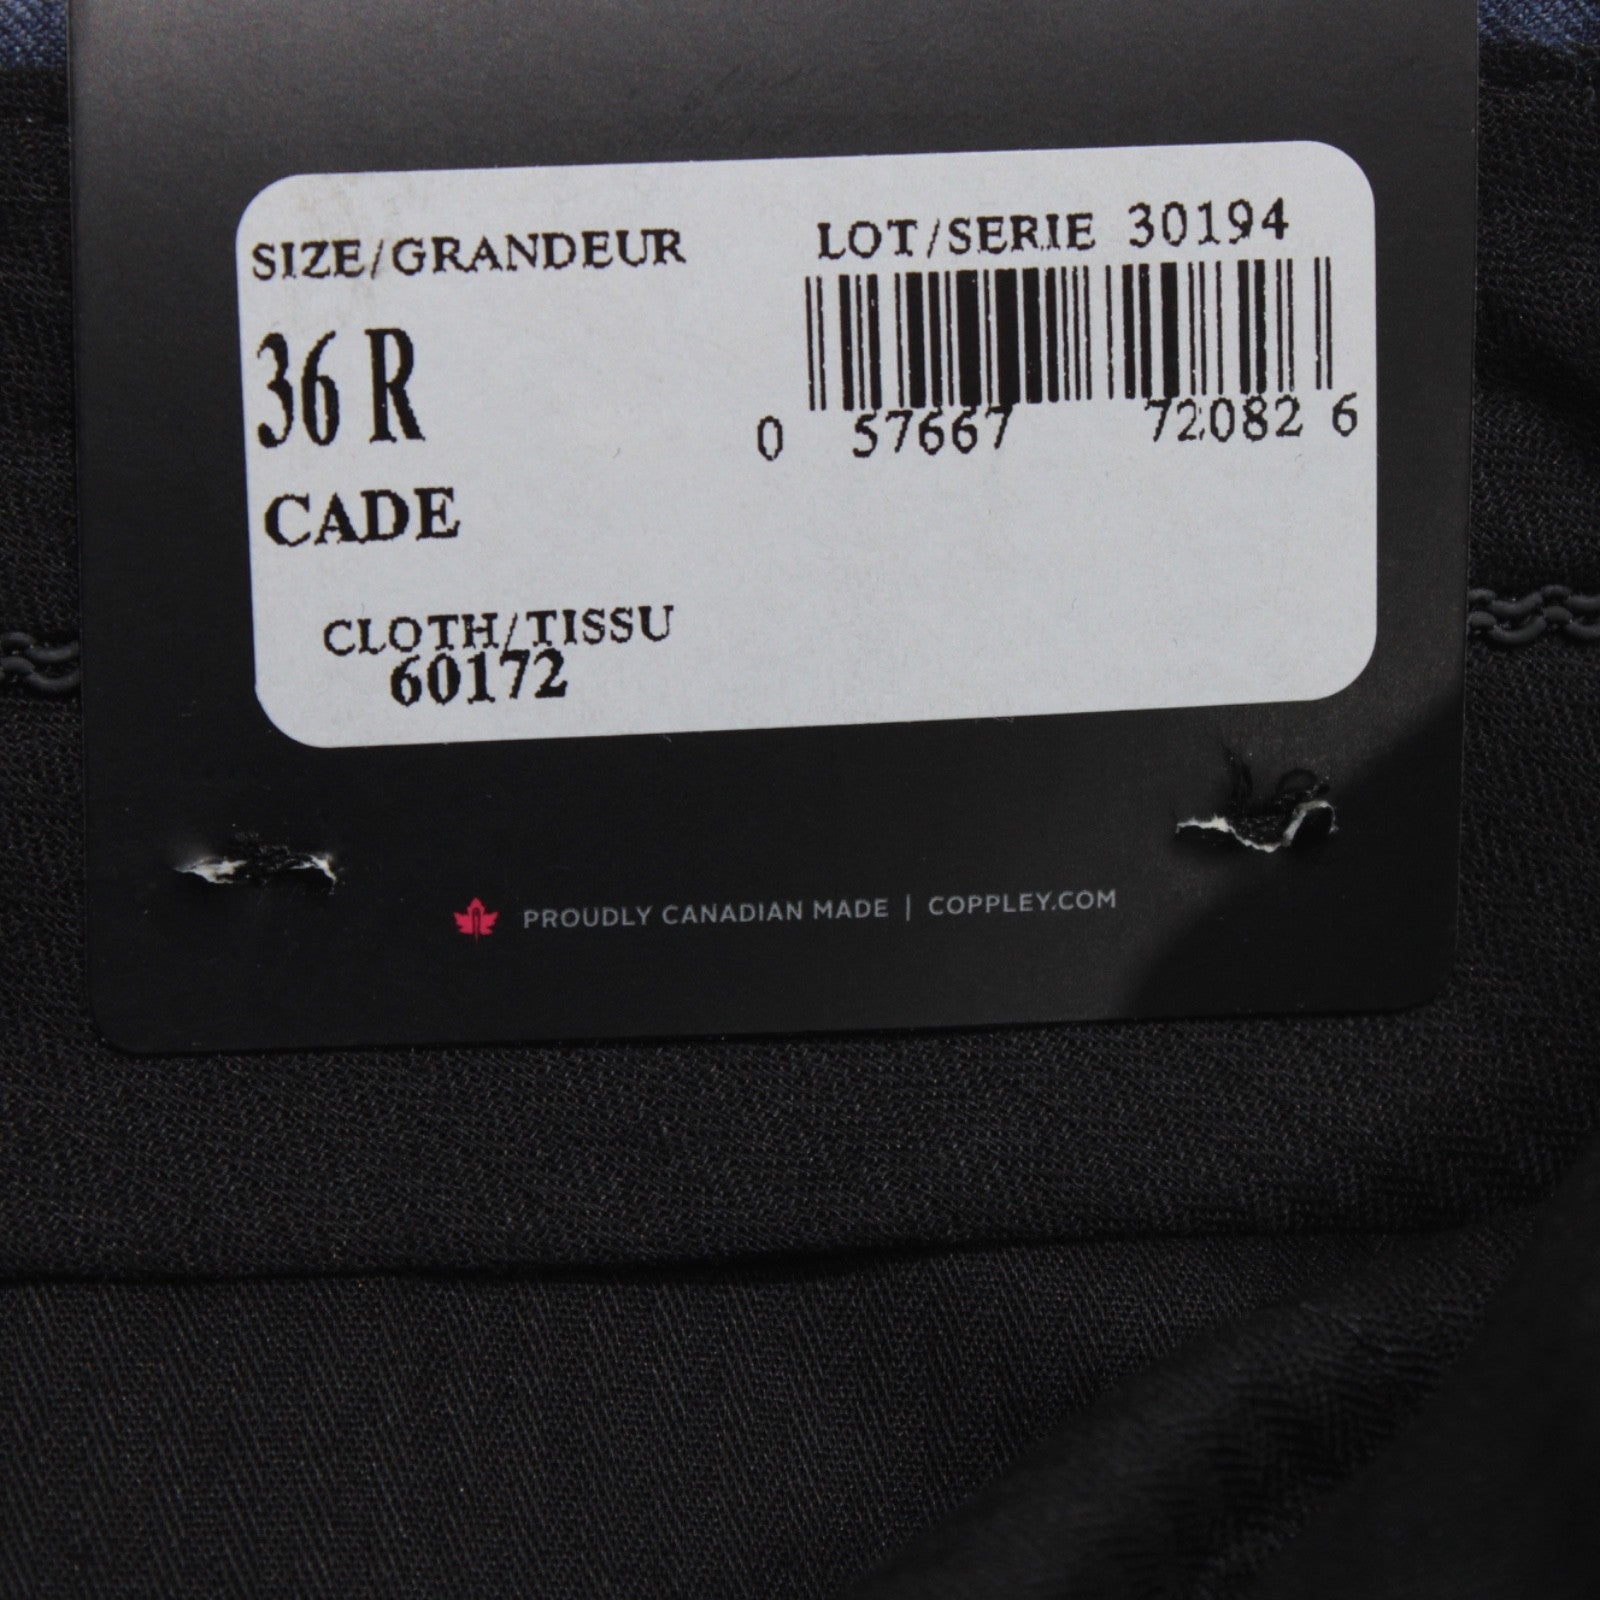 SIZE/GRANDEUR
36 R
CADE
CLOTH/TISSU
60172
LOT/SERIE 30194
0 57667 72082 6
PROUDLY CANADIAN MADE | COPPLEY.COM